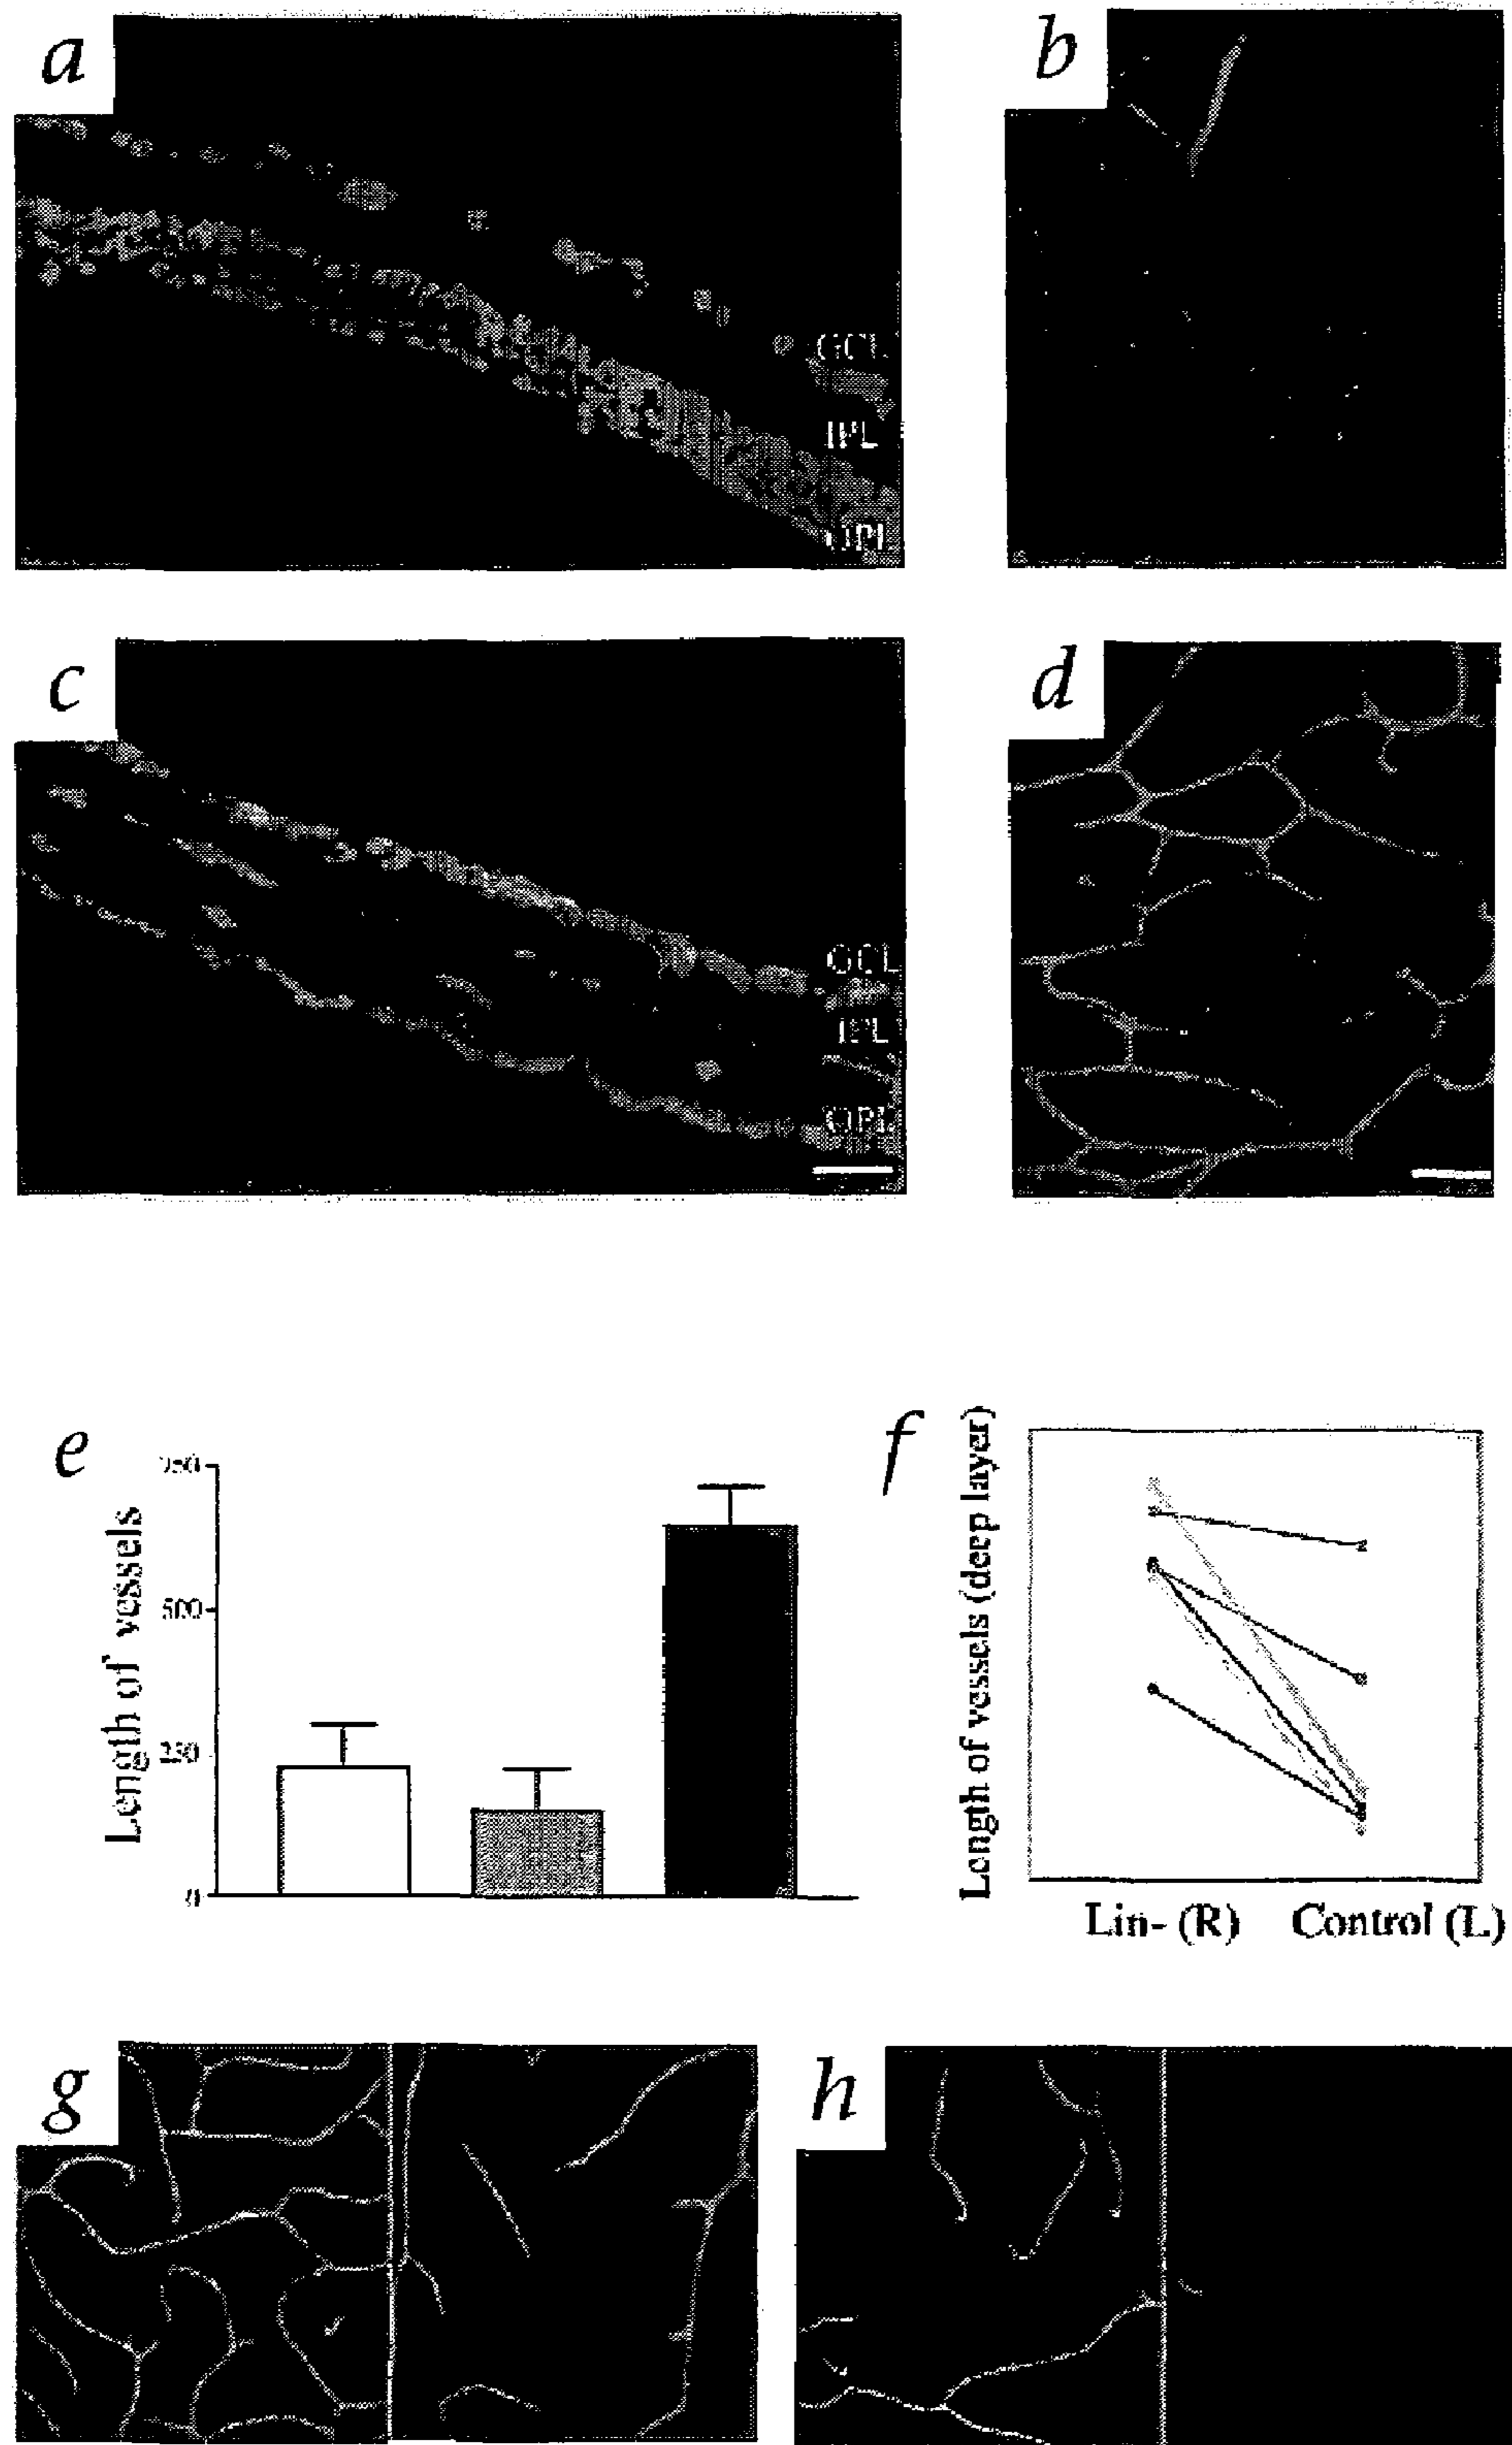 a
b
GCL
IPL
OPL
c
d
GCL
IPL
OPL
e
750
500
250
0
Length of vessels
f
Length of vessels (deep layer)
Lin- (R) Control (L)
g
h